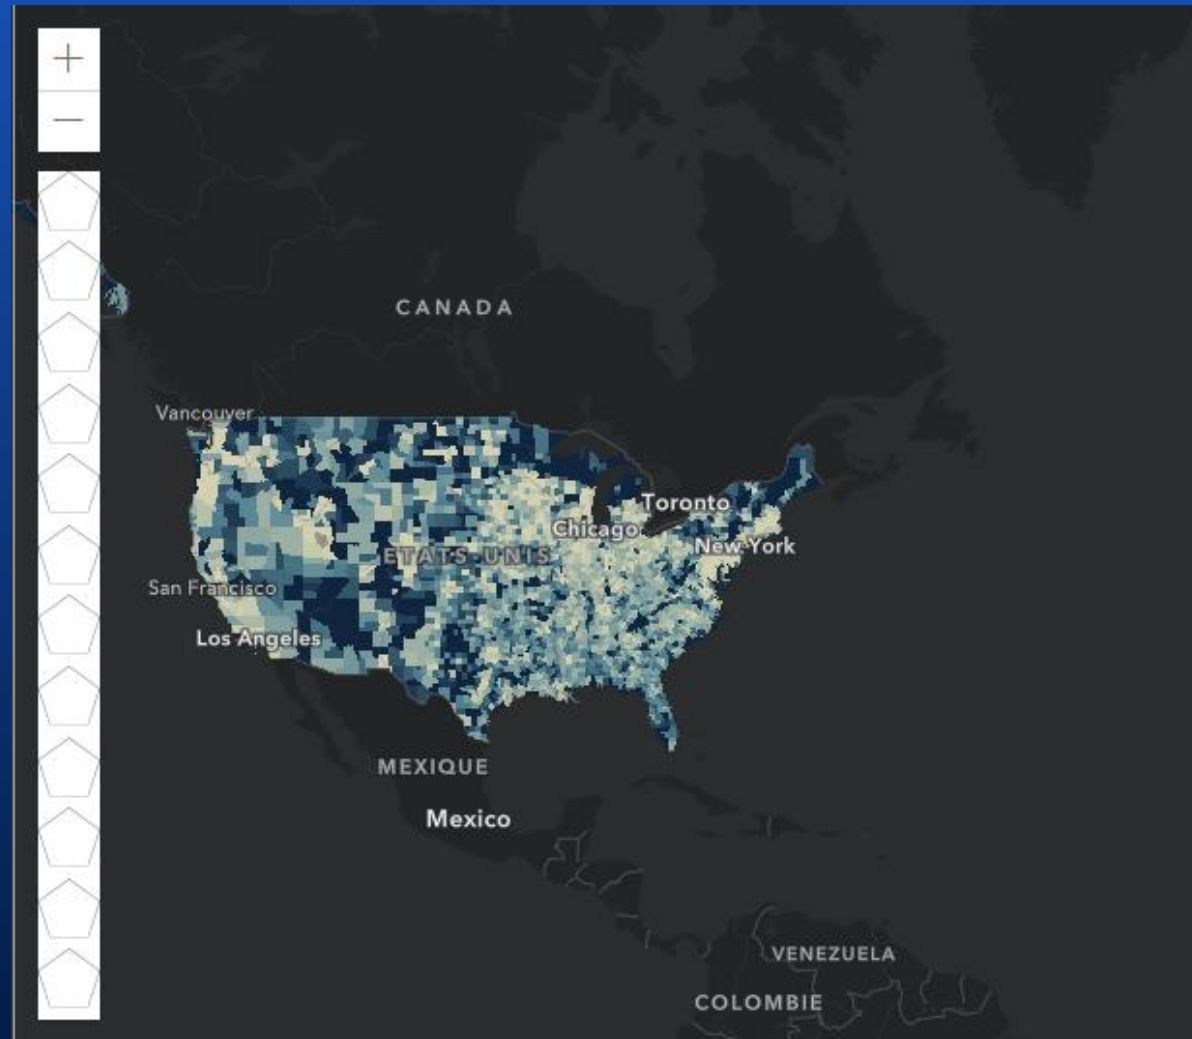 CANADA
Vancouver
Toronto
Chicago
New York
ETATS-UNIS
San Francisco
Los Angeles
MEXIQUE
Mexico
VENEZUELA
COLOMBIE